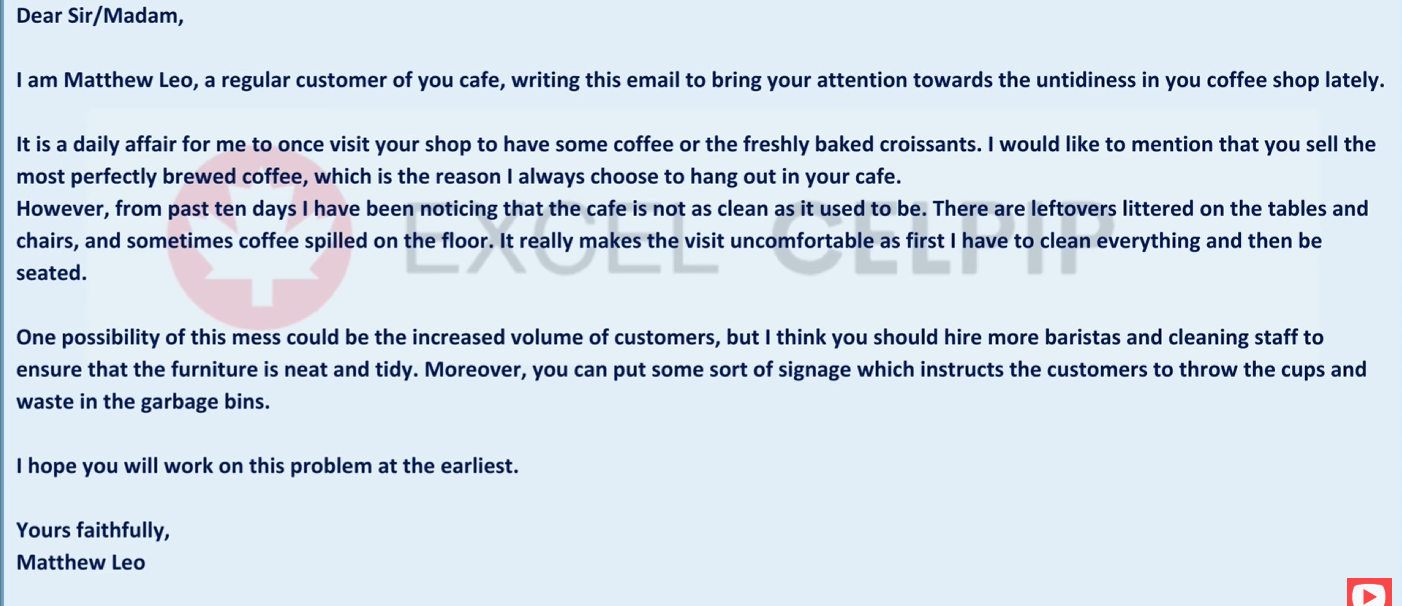 Dear Sir/Madam,
I am Matthew Leo, a regular customer of you cafe, writing this email to bring your attention towards the untidiness in you coffee shop lately.
It is a daily affair for me to once visit your shop to have some coffee or the freshly baked croissants. I would like to mention that you sell the
most perfectly brewed coffee, which is the reason I always choose to hang out in your cafe.
However, from past ten days I have been noticing that the cafe is not as clean as it used to be. There are leftovers littered on the tables and
chairs, and sometimes coffee spilled on the floor. It really makes the visit uncomfortable as first I have to clean everything and then be
seated.
EXCEL CELPIP
One possibility of this mess could be the increased volume of customers, but I think you should hire more baristas and cleaning staff to
ensure that the furniture is neat and tidy. Moreover, you can put some sort of signage which instructs the customers to throw the cups and
waste in the garbage bins.
I hope you will work on this problem at the earliest.
Yours faithfully,
Matthew Leo